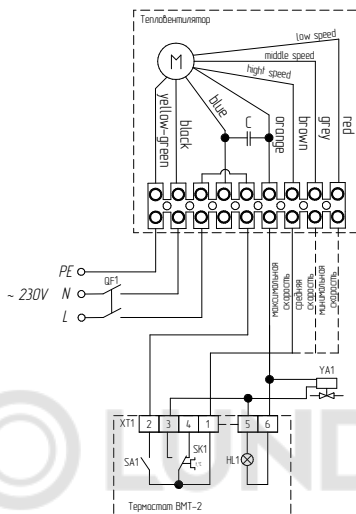 Тепловентилятор
low speed
middle speed
hight speed
M
C
yellow-green
black
blue
orange
brown
grey
red
PE
QF1
~ 230V
N
L
максимальная
скорость
средняя
скорость
минимальная
скорость
YA1
XT1
2
3
4
1
5
6
SA1
SK1
t°C
HL1
Термостат ВМТ-2
LUND